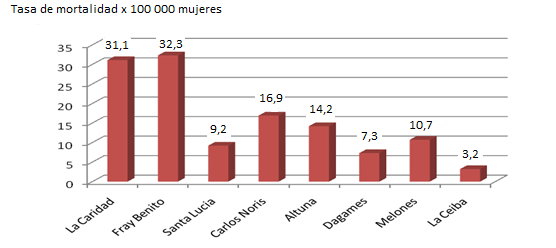 Tasa de mortalidad x 100 000 mujeres
35
30
25
20
15
10
5
0
31,1
32,3
9,2
16,9
14,2
7,3
10,7
3,2
La Caridad
Fray Benito
Santa Lucia
Carlos Noris
Altuna
Dagames
Melones
La Ceiba